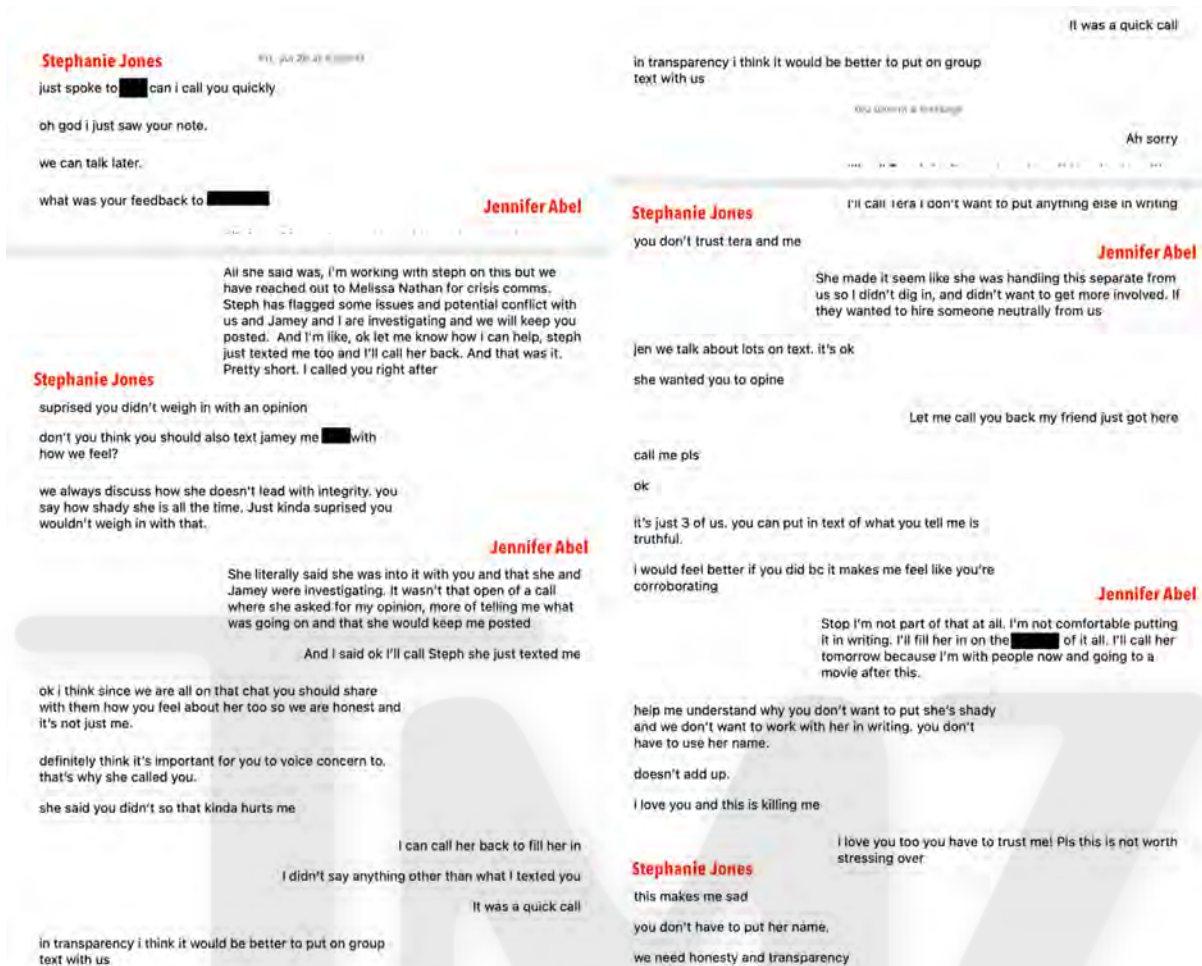 Stephanie Jones
just spoke to can i call you quickly
oh god i just saw your note.
we can talk later.
what was your feedback to
Jennifer Abel
All she said was, i'm working with steph on this but we
have reached out to Melissa Nathan for crisis comms.
Steph has flagged some issues and potential conflict with
us and Jamey and I are investigating and we will keep you
posted. And I'm like, ok let me know how I can help, steph
just texted me too and I'll call her back. And that was it.
Pretty short. I called you right after
Stephanie Jones
suprised you didn't weigh in with an opinion
don't you think you should also text jamey me with
how we feel?
we always discuss how she doesn't lead with integrity. you
say how shady she is all the time. Just kinda suprised you
wouldn't weigh in with that.
Jennifer Abel
She literally said she was into it with you and that she and
Jamey were investigating. It wasn't that open of a call
where she asked for my opinion, more of telling me what
was going on and that she would keep me posted
And I said ok I'll call Steph she just texted me
ok i think since we are all on that chat you should share
with them how you feel about her too so we are honest and
it's not just me.
definitely think it's important for you to voice concern to.
that's why she called you.
she said you didn't so that kinda hurts me
I can call her back to fill her in
I didn't say anything other than what I texted you
It was a quick call
in transparency i think it would be better to put on group
text with us
It was a quick call
in transparency i think it would be better to put on group
text with us
You unsent a message
Ah sorry
I'll call Tera I don't want to put anything else in writing
Stephanie Jones
you don't trust tera and me
Jennifer Abel
She made it seem like she was handling this separate from
us so I didn't dig in, and didn't want to get more involved. If
they wanted to hire someone neutrally from us
jen we talk about lots on text. it's ok
she wanted you to opine
Let me call you back my friend just got here
call me pls
ok
it's just 3 of us. you can put in text of what you tell me is
truthful.
i would feel better if you did bc it makes me feel like you're
corroborating
Jennifer Abel
Stop I'm not part of that at all. I'm not comfortable putting
it in writing. I'll fill her in on the of it all. I'll call her
tomorrow because I'm with people now and going to a
movie after this.
help me understand why you don't want to put she's shady
and we don't want to work with her in writing. you don't
have to use her name.
doesn't add up.
i love you and this is killing me
I love you too you have to trust me! Pls this is not worth
stressing over
Stephanie Jones
this makes me sad
you don't have to put her name.
we need honesty and transparency